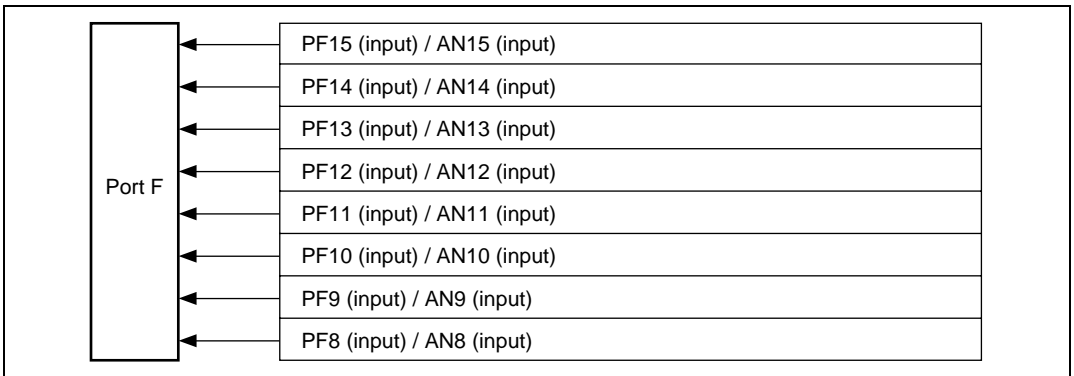 PF15 (input) / AN15 (input)
PF14 (input) / AN14 (input)
PF13 (input) / AN13 (input)
PF12 (input) / AN12 (input)
Port F
PF11 (input) / AN11 (input)
PF10 (input) / AN10 (input)
PF9 (input) / AN9 (input)
PF8 (input) / AN8 (input)